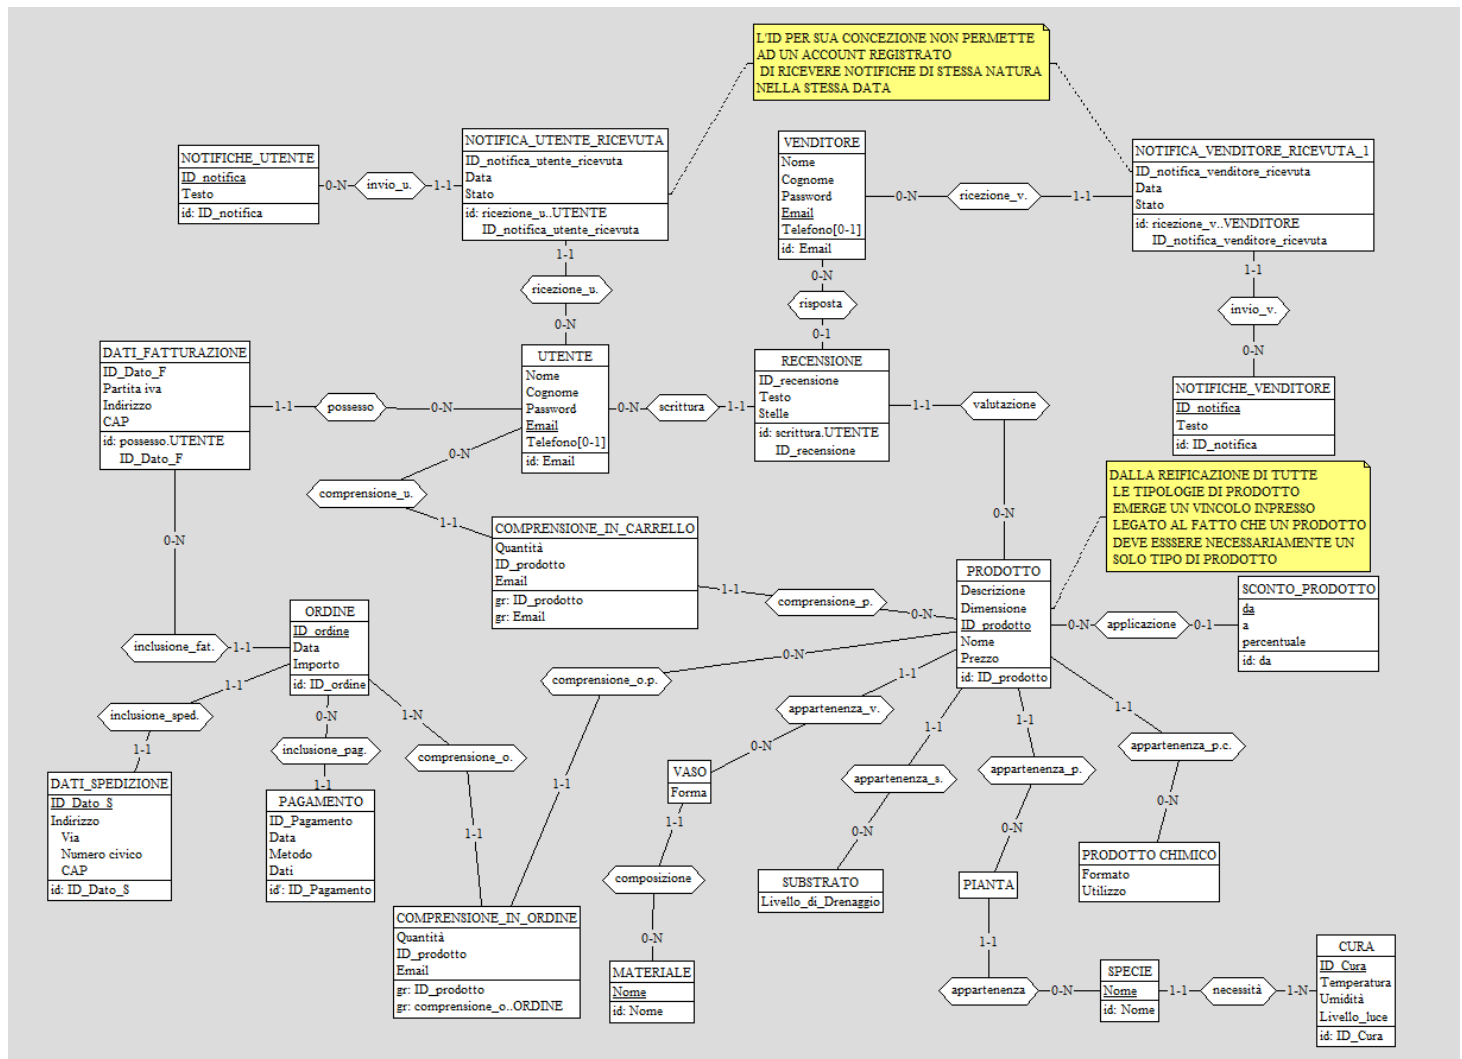 L'ID PER SUA CONCEZIONE NON PERMETTE
AD UN ACCOUNT REGISTRATO
DI RICEVERE NOTIFICHE DI STESSA NATURA
NELLA STESSA DATA
NOTIFICHE_UTENTE
ID_notifica
Testo
id: ID_notifica
0-N
invio_u.
1-1
NOTIFICA_UTENTE_RICEVUTA
ID_notifica_utente_ricevuta
Data
Stato
id: ricezione_u..UTENTE
ID_notifica_utente_ricevuta
VENDITORE
Nome
Cognome
Password
Email
Telefono[0-1]
id: Email
0-N
ricezione_v.
1-1
NOTIFICA_VENDITORE_RICEVUTA_1
ID_notifica_venditore_ricevuta
Data
Stato
id: ricezione_v..VENDITORE
ID_notifica_venditore_ricevuta
1-1
ricezione_u.
0-N
0-N
risposta
0-1
1-1
invio_v.
0-N
DATI_FATTURAZIONE
ID_Dato_F
Partita iva
Indirizzo
CAP
id: possesso.UTENTE
ID_Dato_F
1-1
possesso
0-N
UTENTE
Nome
Cognome
Password
Email
Telefono[0-1]
id: Email
0-N
scrittura
1-1
RECENSIONE
ID_recensione
Testo
Stelle
id: scrittura.UTENTE
ID_recensione
1-1
valutazione
0-N
NOTIFICHE_VENDITORE
ID_notifica
Testo
id: ID_notifica
0-N
comprensione_u.
1-1
COMPRENSIONE_IN_CARRELLO
Quantità
ID_prodotto
Email
gr: ID_prodotto
gr: Email
1-1
comprensione_p.
0-N
DALLA REIFICAZIONE DI TUTTE
LE TIPOLOGIE DI PRODOTTO
EMERGE UN VINCOLO INPRESSO
LEGATO AL FATTO CHE UN PRODOTTO
DEVE ESSSERE NECESSARIAMENTE UN
SOLO TIPO DI PRODOTTO
PRODOTTO
Descrizione
Dimensione
ID_prodotto
Nome
Prezzo
id: ID_prodotto
0-N
applicazione
0-1
SCONTO_PRODOTTO
da
a
percentuale
id: da
0-N
inclusione_fat.
1-1
ORDINE
ID_ordine
Data
Importo
id: ID_ordine
1-1
inclusione_sped.
1-1
0-N
inclusione_pag.
1-1
1-N
comprensione_o.
1-1
0-N
comprensione_o.p.
1-1
1-1
appartenenza_v.
0-N
1-1
appartenenza_s.
0-N
1-1
appartenenza_p.
0-N
1-1
appartenenza_p.c.
0-N
DATI_SPEDIZIONE
ID_Dato_S
Indirizzo
Via
Numero civico
CAP
id: ID_Dato_S
PAGAMENTO
ID_Pagamento
Data
Metodo
Dati
id': ID_Pagamento
VASO
Forma
1-1
composizione
0-N
SUBSTRATO
Livello_di_Drenaggio
PIANTA
PRODOTTO CHIMICO
Formato
Utilizzo
COMPRENSIONE_IN_ORDINE
Quantità
ID_prodotto
Email
gr: ID_prodotto
gr: comprensione_o..ORDINE
MATERIALE
Nome
id: Nome
1-1
appartenenza
0-N
SPECIE
Nome
id: Nome
1-1
necessità
1-N
CURA
ID_Cura
Temperatura
Umidità
Livello_luce
id: ID_Cura